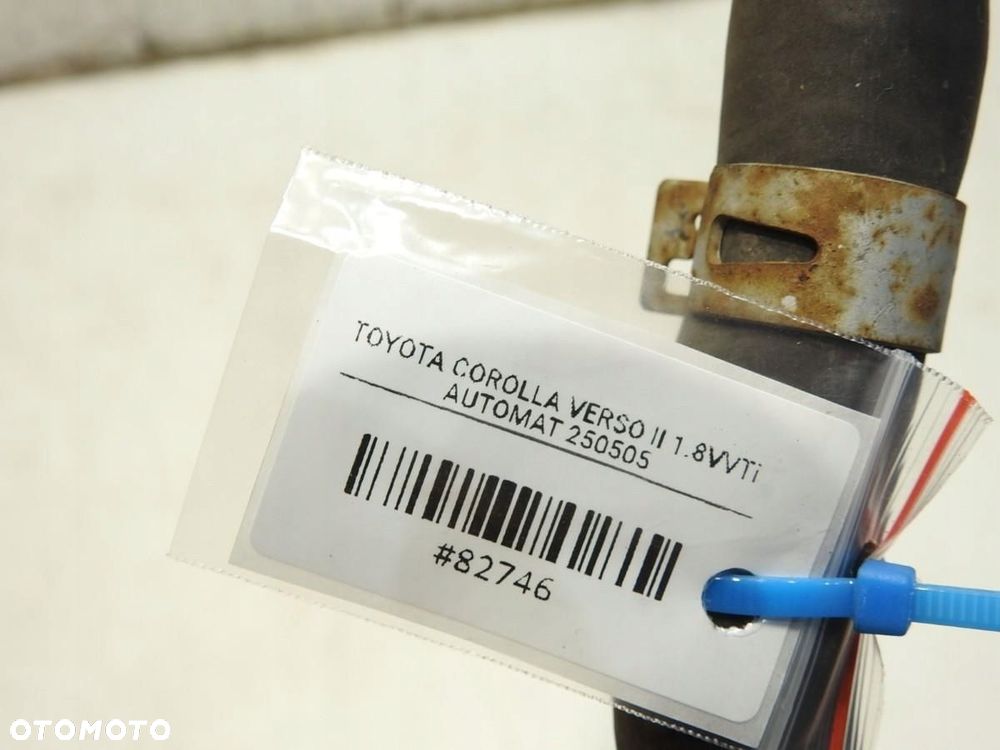 TOYOTA COROLLA VERSO II 1.8VVTi
AUTOMAT 250505
#82746
OTOMOTO